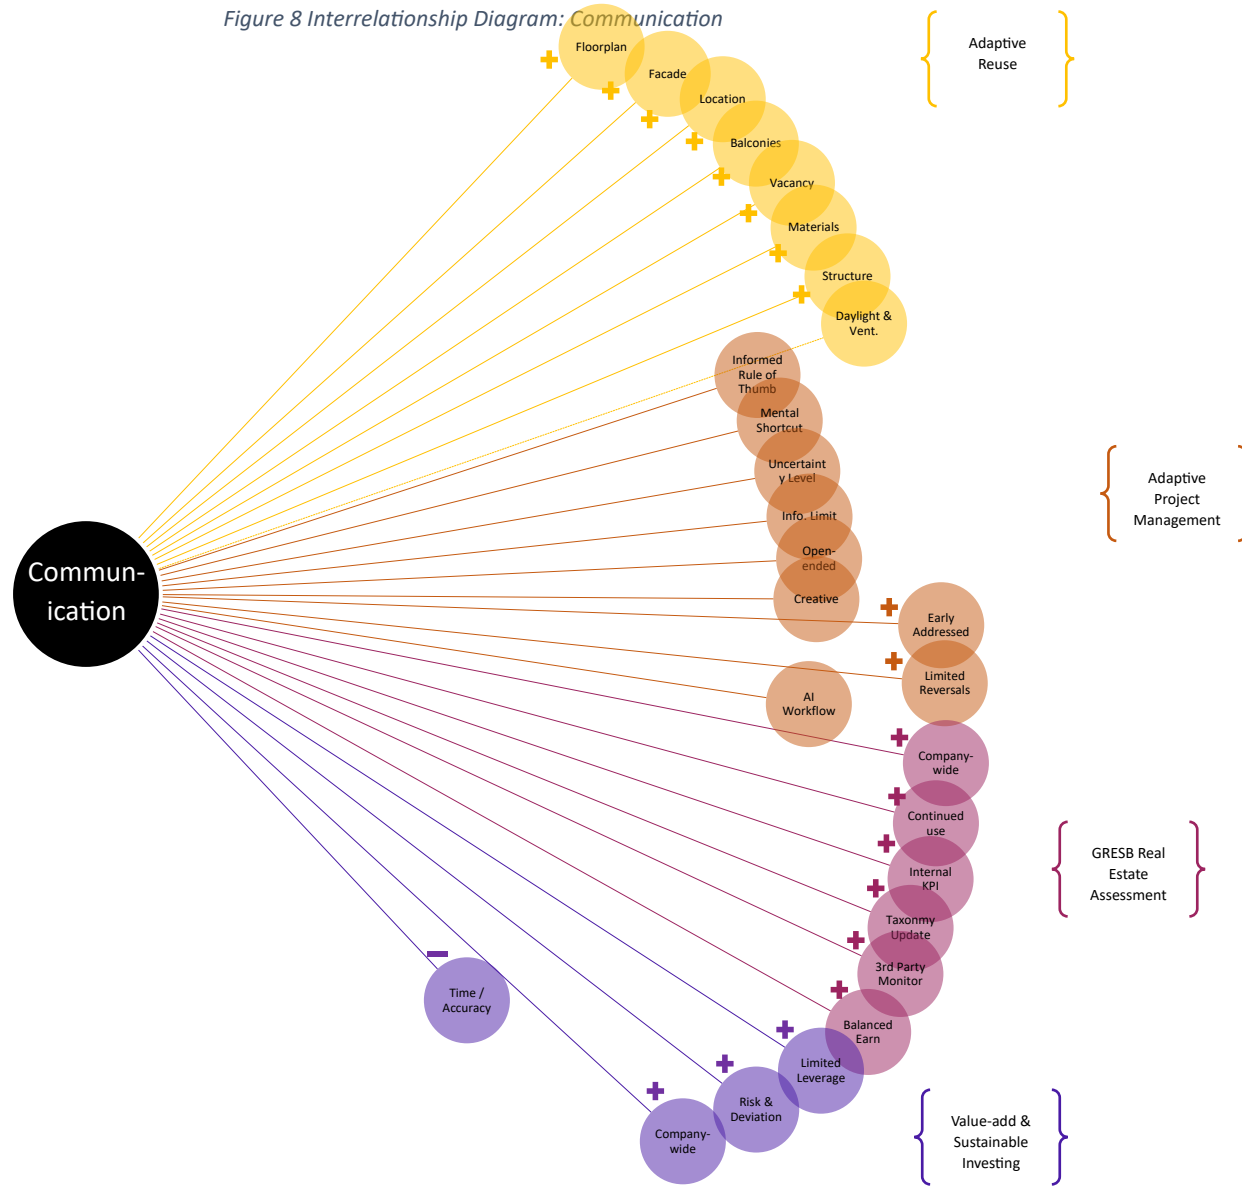 Figure 8 Interrelationship Diagram: Communication
Floorplan
Facade
Location
Balconies
Vacancy
Materials
Structure
Daylight &
Vent.
Adaptive
Reuse
Informed
Rule of
Thumb
Mental
Shortcut
Uncertaint
y Level
Info. Limit
Open-
ended
Creative
Early
Addressed
Limited
Reversals
AI
Workflow
Adaptive
Project
Management
Commun-
ication
Company-
wide
Continued
use
Internal
KPI
Taxonmy
Update
3rd Party
Monitor
Balanced
Earn
GRESB Real
Estate
Assessment
Time /
Accuracy
Limited
Leverage
Risk &
Deviation
Company-
wide
Value-add &
Sustainable
Investing